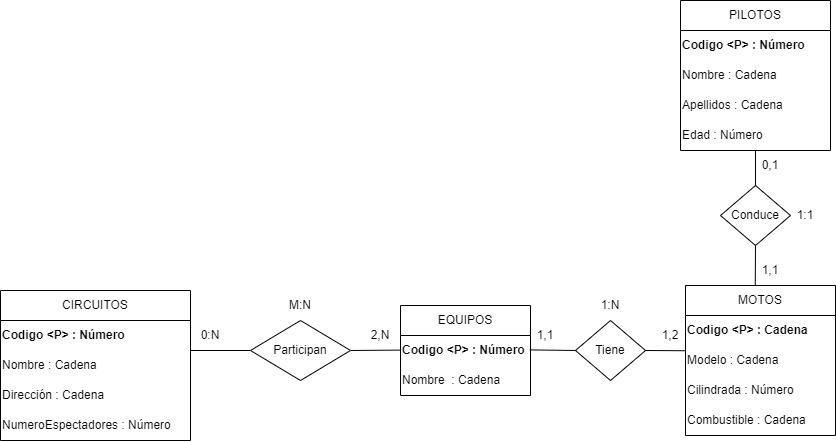 PILOTOS
Codigo <P> : Número
Nombre : Cadena
Apellidos : Cadena
Edad : Número
0,1
Conduce
1:1
1,1
CIRCUITOS
Codigo <P> : Número
Nombre : Cadena
Dirección : Cadena
NumeroEspectadores : Número
0:N
M:N
Participan
2,N
EQUIPOS
Codigo <P> : Número
Nombre : Cadena
1,1
1:N
Tiene
1,2
MOTOS
Codigo <P> : Cadena
Modelo : Cadena
Cilindrada : Número
Combustible : Cadena